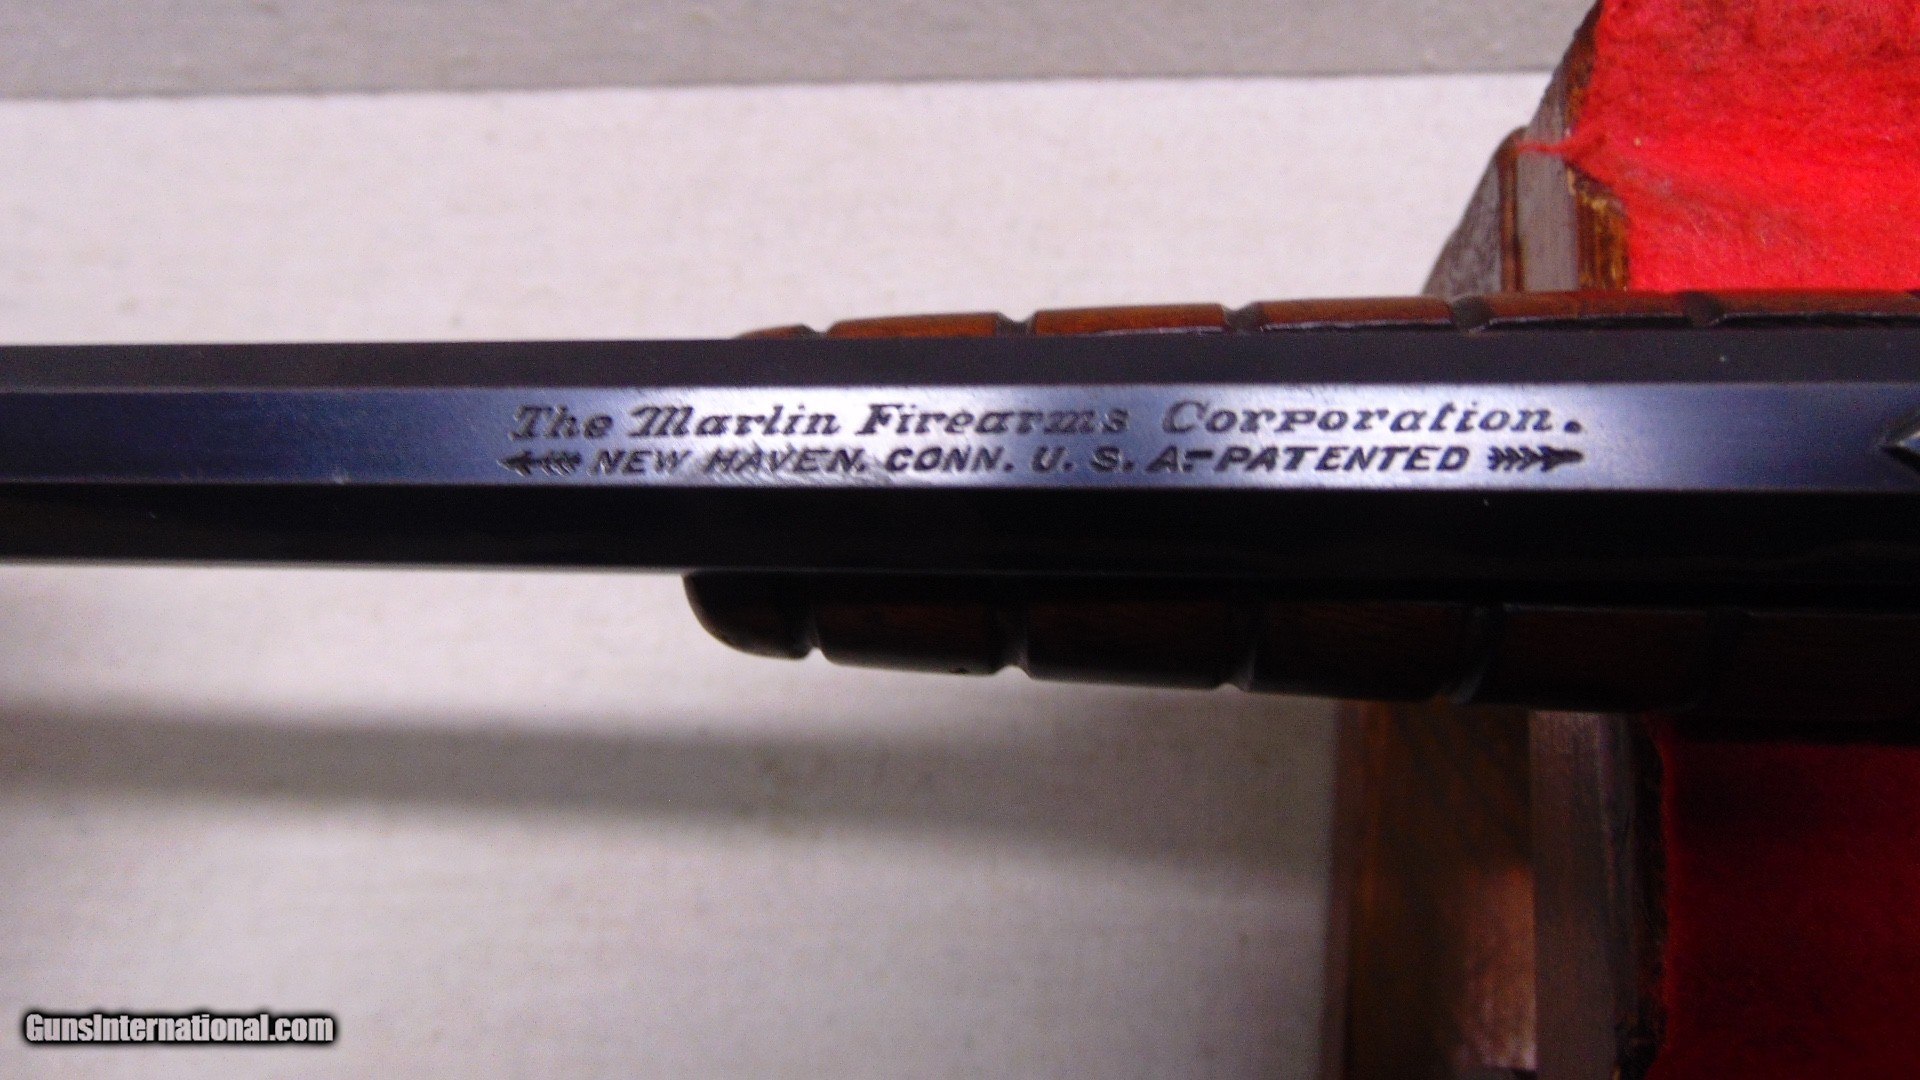 The Marlin Firearms Corporation.
NEW HAVEN. CONN. U. S. A.-PATENTED
GunsInternational.com